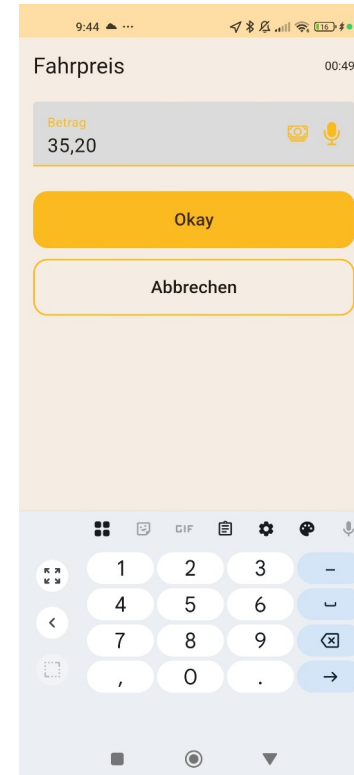 9:44 ...
16
Fahrpreis
00:49
Betrag
35,20
Okay
Abbrechen
GIF
1 2 3 –
4 5 6
7 8 9
, 0 .